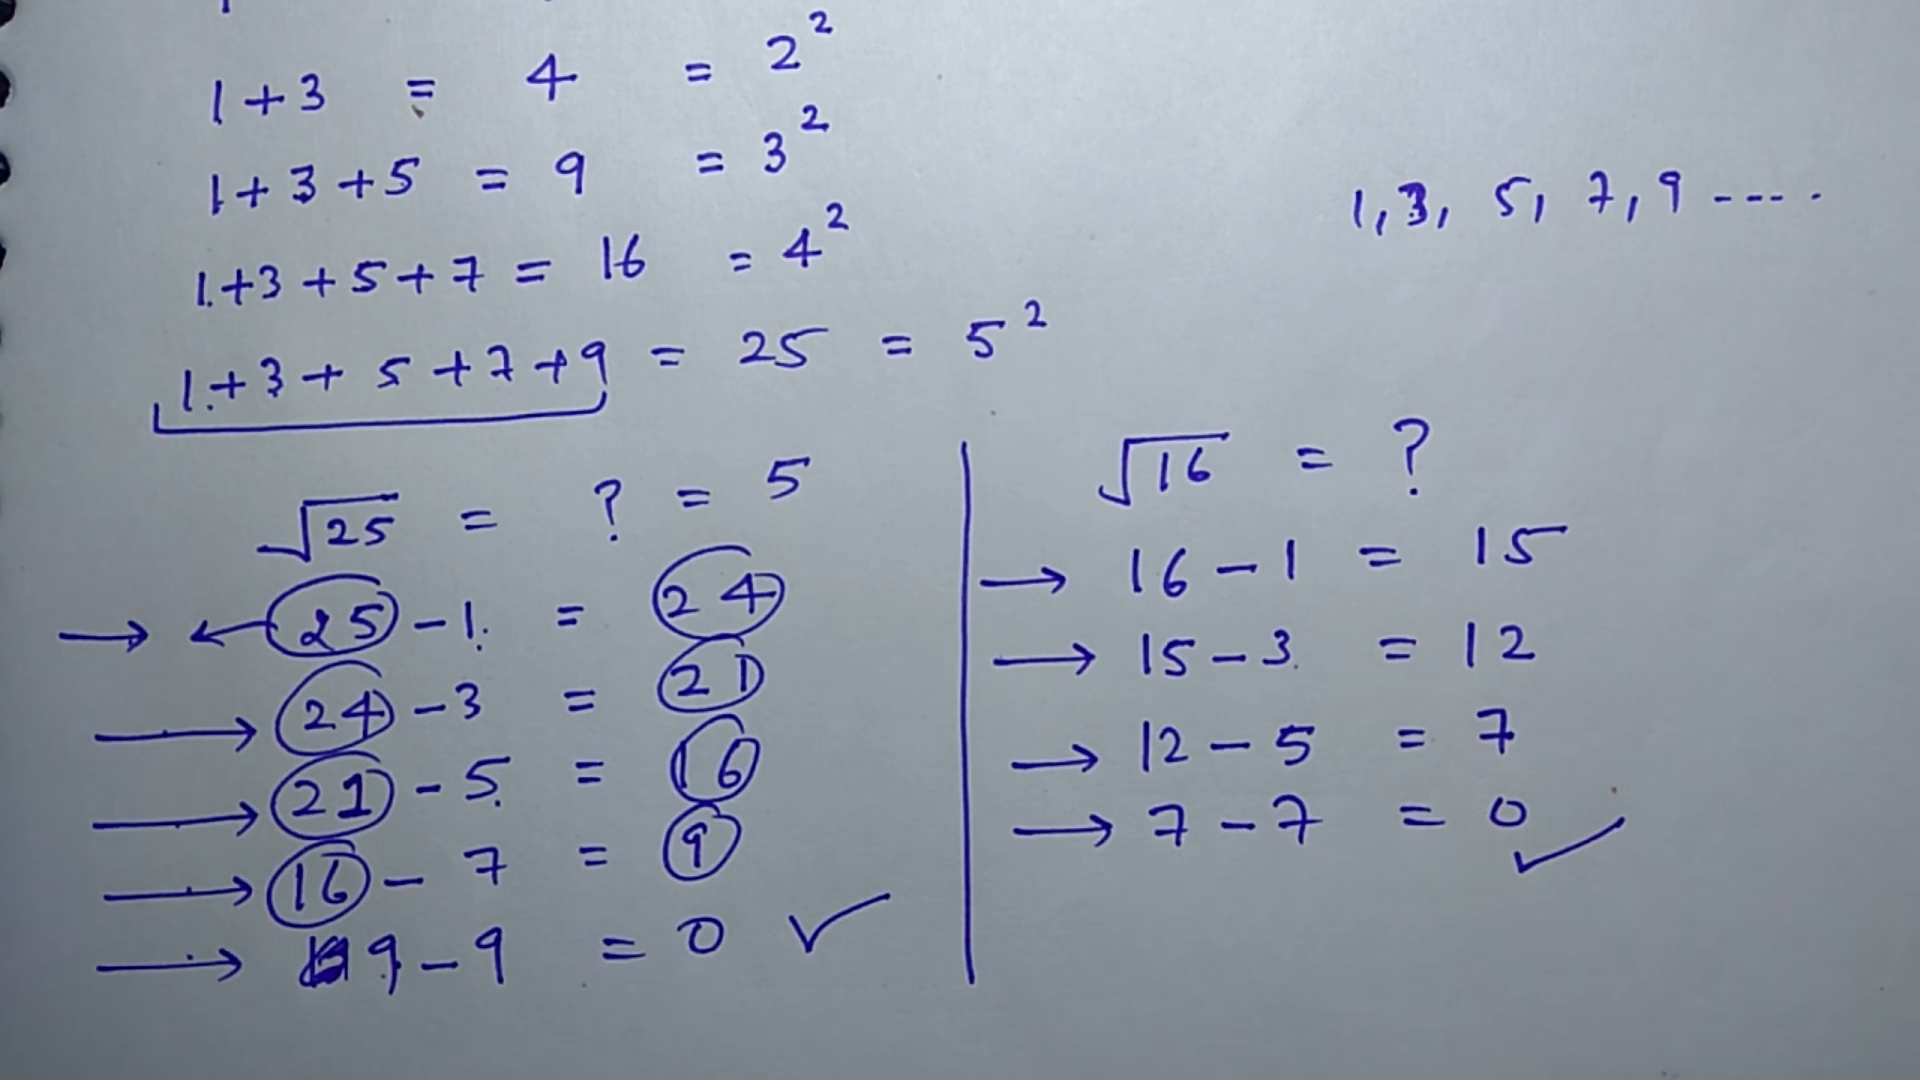 1+3 = 4 = 2²
1+3+5 = 9 = 3²
1+3+5+7 = 16 = 4²
1+3+5+7+9 = 25 = 5²
1,3, 5, 7,9 ----.
√25 = ? = 5
→ ← 25 - 1 = 24
→ 24 - 3 = 21
→ 21 - 5 = 16
→ 16 - 7 = 9
→ 9 - 9 = 0 ✓
√16 = ?
→ 16 - 1 = 15
→ 15 - 3 = 12
→ 12 - 5 = 7
→ 7 - 7 = 0 ✓